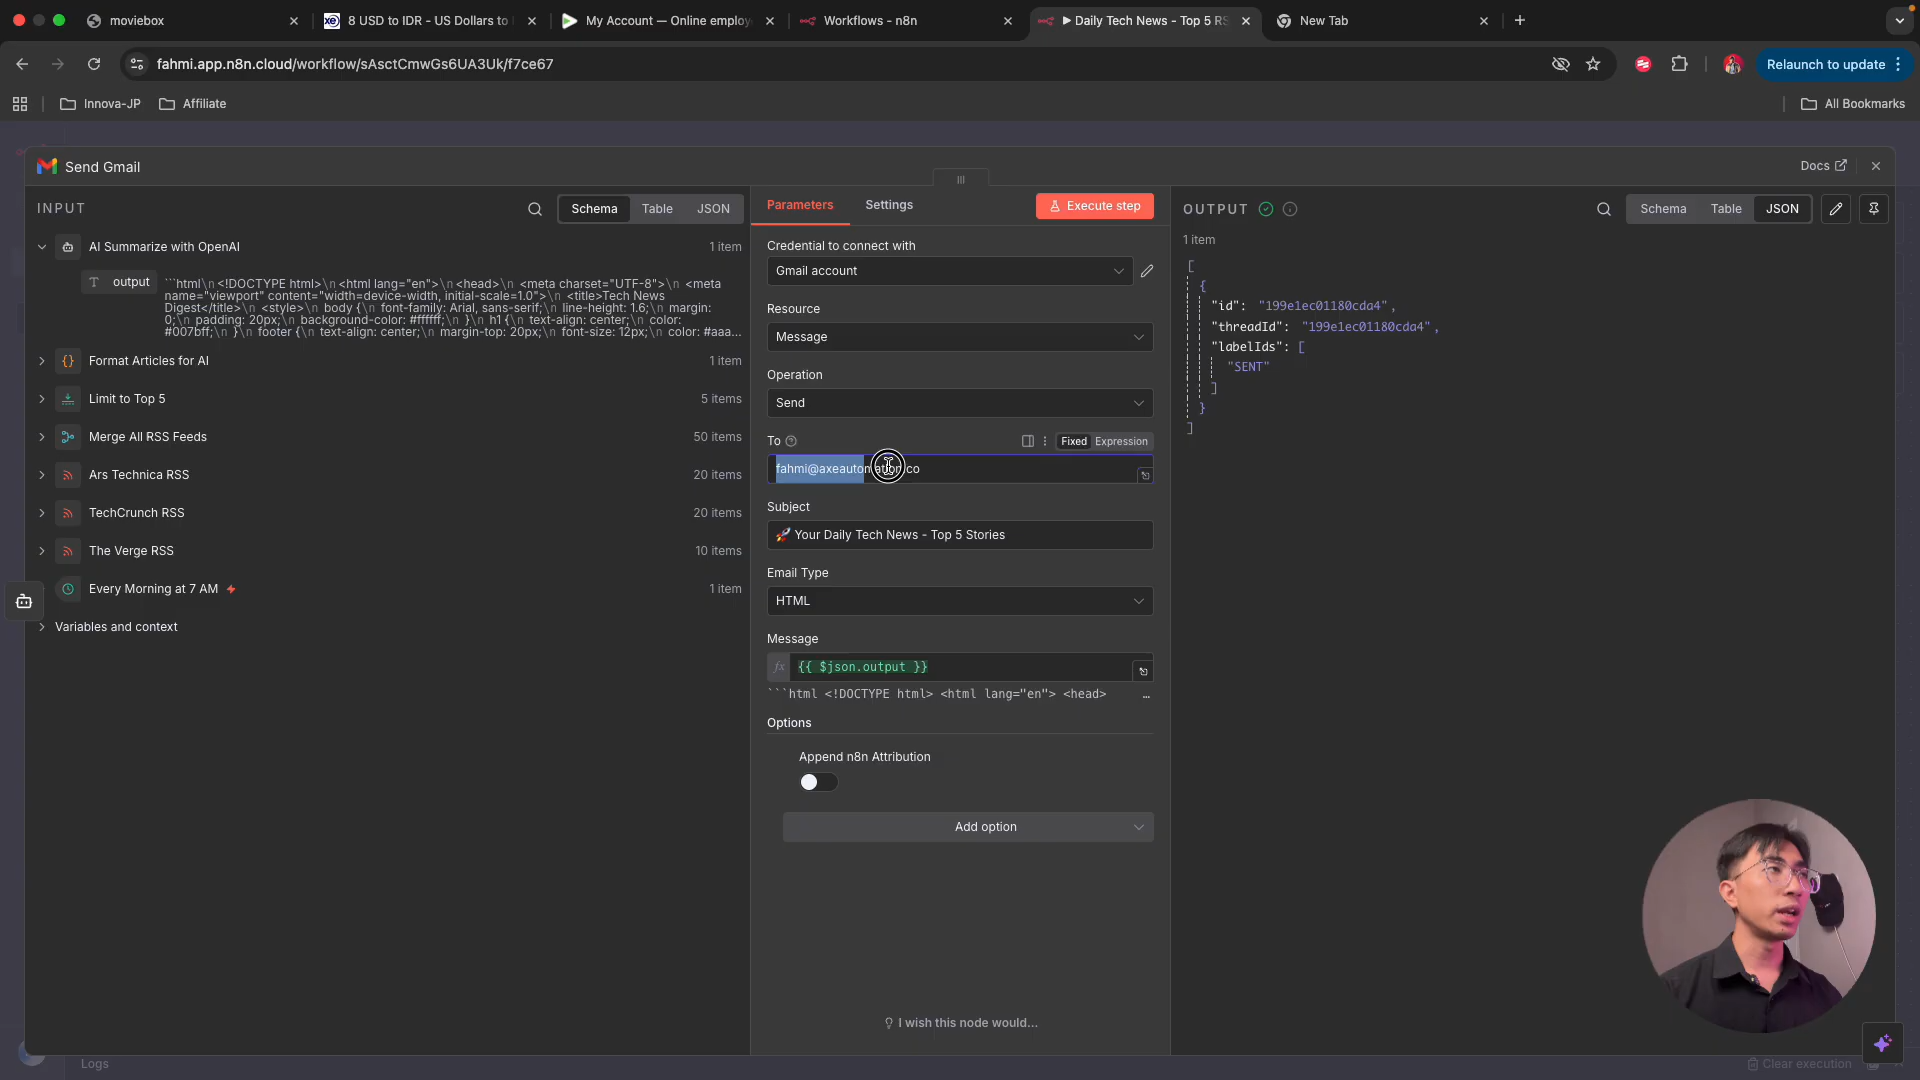 moviebox
8 USD to IDR - US Dollars to
My Account — Online employ
Workflows - n8n
▶ Daily Tech News - Top 5 RS
New Tab
fahmi.app.n8n.cloud/workflow/sAsctCmwGs6UA3Uk/f7ce67
Relaunch to update
Innova-JP
Affiliate
All Bookmarks
Send Gmail
Docs
INPUT
Schema
Table
JSON
AI Summarize with OpenAI
1 item
T output
```html\n<!DOCTYPE html>\n<html lang="en">\n<head>\n <meta charset="UTF-8">\n <meta
name="viewport" content="width=device-width, initial-scale=1.0">\n <title>Tech News
Digest</title>\n <style>\n body {\n font-family: Arial, sans-serif;\n line-height: 1.6;\n margin:
0;\n padding: 20px;\n background-color: #ffffff;\n }\n h1 {\n text-align: center;\n color:
#007bff;\n }\n footer {\n text-align: center;\n margin-top: 20px;\n font-size: 12px;\n color: #aaa...
Format Articles for AI
1 item
Limit to Top 5
5 items
Merge All RSS Feeds
50 items
Ars Technica RSS
20 items
TechCrunch RSS
20 items
The Verge RSS
10 items
Every Morning at 7 AM
1 item
Variables and context
Parameters
Settings
Execute step
Credential to connect with
Gmail account
Resource
Message
Operation
Send
To
Fixed
Expression
fahmi@axeautomation.co
Subject
🚀 Your Daily Tech News - Top 5 Stories
Email Type
HTML
Message
fx {{ $json.output }}
```html <!DOCTYPE html> <html lang="en"> <head> …
Options
Append n8n Attribution
Add option
I wish this node would...
OUTPUT
Schema
Table
JSON
1 item
[
{
"id": "199e1ec01180cda4",
"threadId": "199e1ec01180cda4",
"labelIds": [
"SENT"
]
}
]
Logs
Clear execution